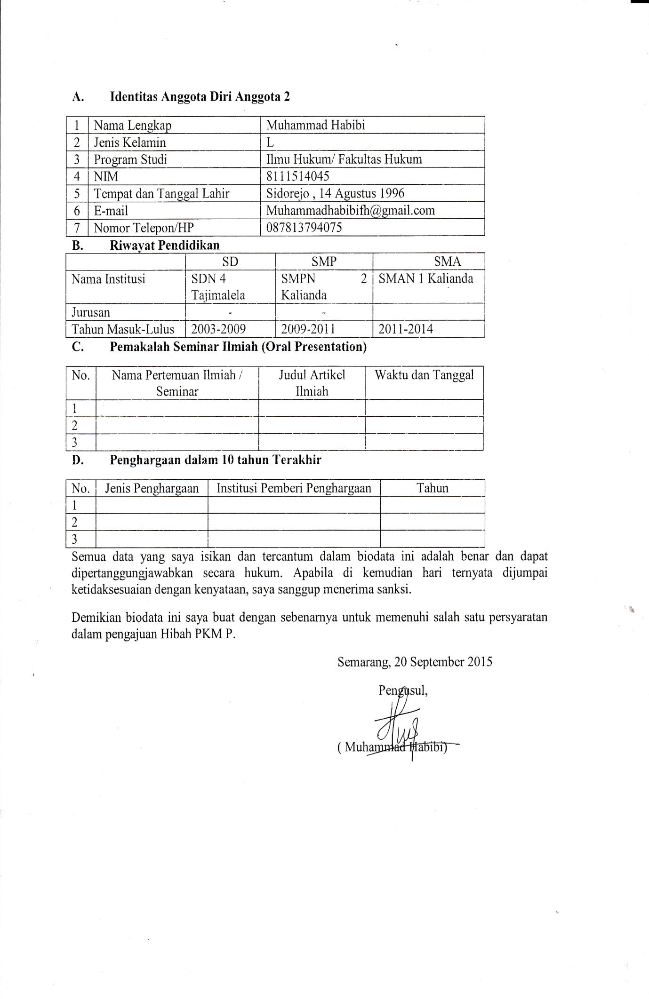 A. Identitas Anggota Diri Anggota 2
1 Nama Lengkap Muhammad Habibi
2 Jenis Kelamin L
3 Program Studi Ilmu Hukum/ Fakultas Hukum
4 NIM 8111514045
5 Tempat dan Tanggal Lahir Sidorejo , 14 Agustus 1996
6 E-mail Muhammadhabibifh@gmail.com
7 Nomor Telepon/HP 087813794075
B. Riwayat Pendidikan
SD SMP SMA
Nama Institusi SDN 4 SMPN 2 SMAN 1 Kalianda
Tajimalela Kalianda
Jurusan - -
Tahun Masuk-Lulus 2003-2009 2009-2011 2011-2014
C. Pemakalah Seminar Ilmiah (Oral Presentation)
No. Nama Pertemuan Ilmiah / Judul Artikel Waktu dan Tanggal
Seminar Ilmiah
1
2
3
D. Penghargaan dalam 10 tahun Terakhir
No. Jenis Penghargaan Institusi Pemberi Penghargaan Tahun
1
2
3
Semua data yang saya isikan dan tercantum dalam biodata ini adalah benar dan dapat
dipertanggungjawabkan secara hukum. Apabila di kemudian hari ternyata dijumpai
ketidaksesuaian dengan kenyataan, saya sanggup menerima sanksi.
Demikian biodata ini saya buat dengan sebenarnya untuk memenuhi salah satu persyaratan
dalam pengajuan Hibah PKM P.
Semarang, 20 September 2015
Pengusul,
( Muhammad Habibi)